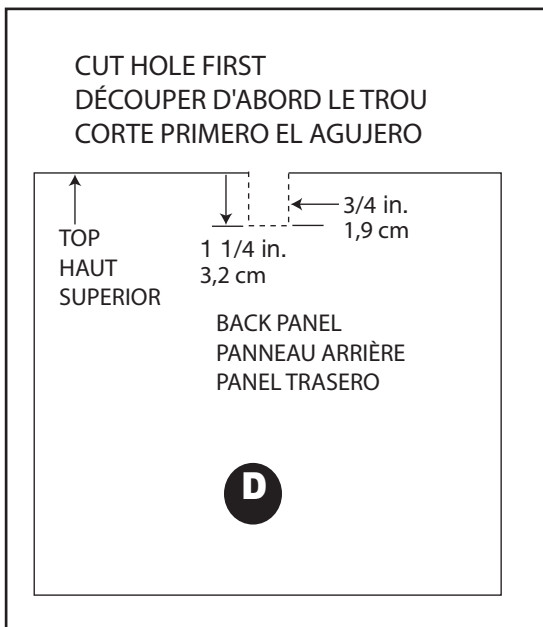 CUT HOLE FIRST
DÉCOUPER D'ABORD LE TROU
CORTE PRIMERO EL AGUJERO
TOP
HAUT
SUPERIOR
1 1/4 in.
3,2 cm
3/4 in.
1,9 cm
BACK PANEL
PANNEAU ARRIÈRE
PANEL TRASERO
D